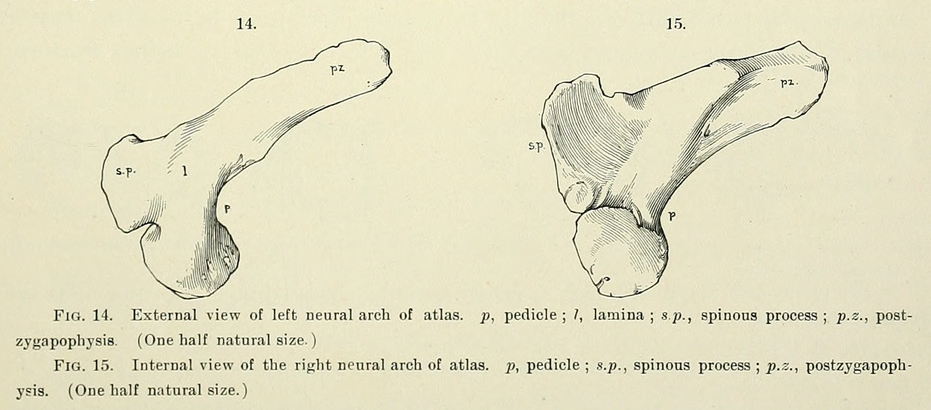 14. 15.
pz
s.p. l
p
pz.
s.p.
l
p
FIG. 14. External view of left neural arch of atlas. p, pedicle ; l, lamina ; s.p., spinous process ; p.z., post-
zygapophysis. (One half natural size.)
FIG. 15. Internal view of the right neural arch of atlas. p, pedicle ; s.p., spinous process ; p.z., postzygapoph-
ysis. (One half natural size.)